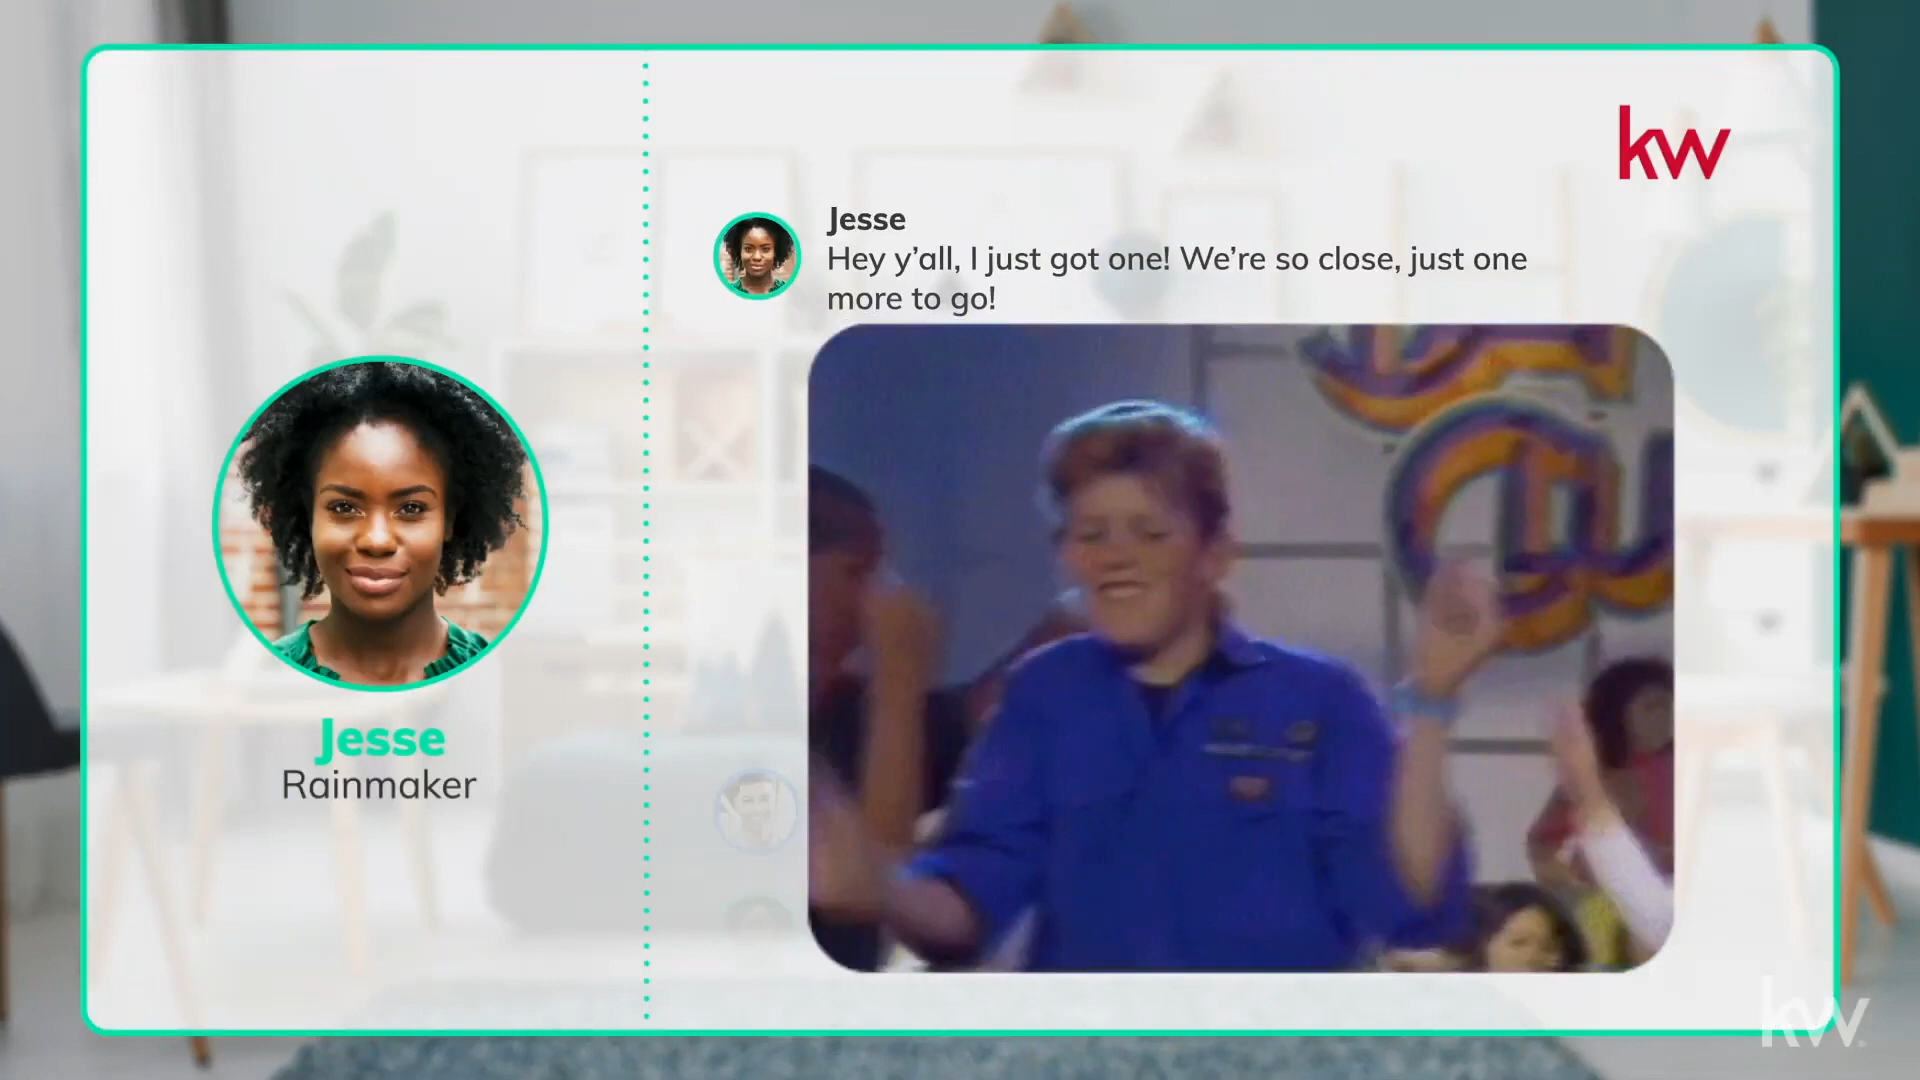 kw
Jesse
Hey y’all, I just got one! We’re so close, just one
more to go!
Jesse
Rainmaker
kw